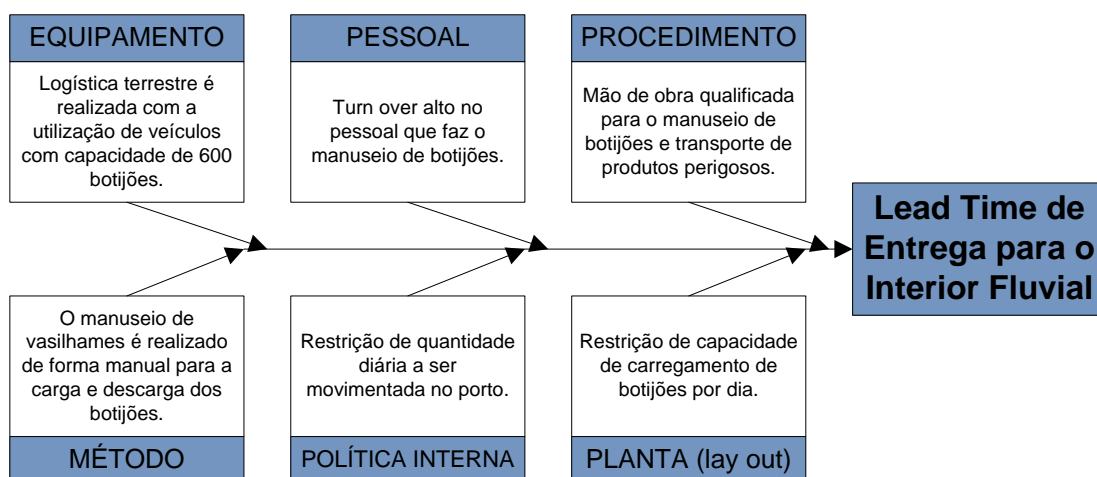 EQUIPAMENTO
Logística terrestre é
realizada com a
utilização de veículos
com capacidade de 600
botijões.
PESSOAL
Turn over alto no
pessoal que faz o
manuseio de botijões.
PROCEDIMENTO
Mão de obra qualificada
para o manuseio de
botijões e transporte de
produtos perigosos.
Lead Time de
Entrega para o
Interior Fluvial
O manuseio de
vasilhames é realizado
de forma manual para a
carga e descarga dos
botijões.
MÉTODO
Restrição de quantidade
diária a ser
movimentada no porto.
POLÍTICA INTERNA
Restrição de capacidade
de carregamento de
botijões por dia.
PLANTA (lay out)